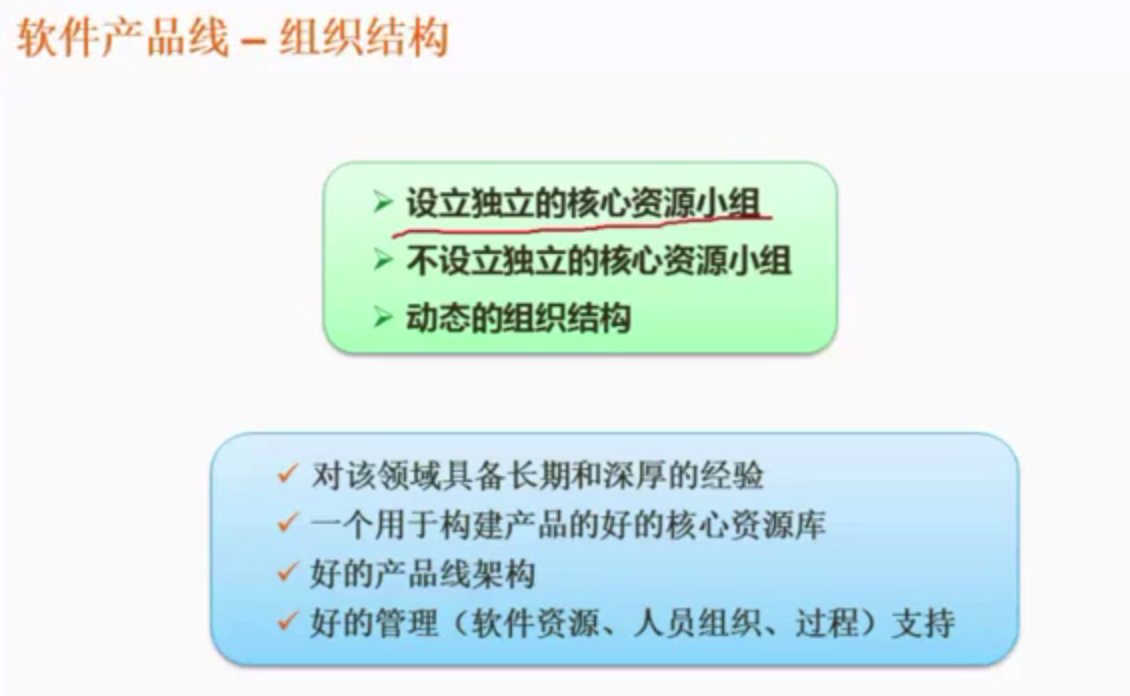 软件产品线 – 组织结构
➢ 设立独立的核心资源小组
➢ 不设立独立的核心资源小组
➢ 动态的组织结构
✓ 对该领域具备长期和深厚的经验
✓ 一个用于构建产品的好的核心资源库
✓ 好的产品线架构
✓ 好的管理（软件资源、人员组织、过程）支持